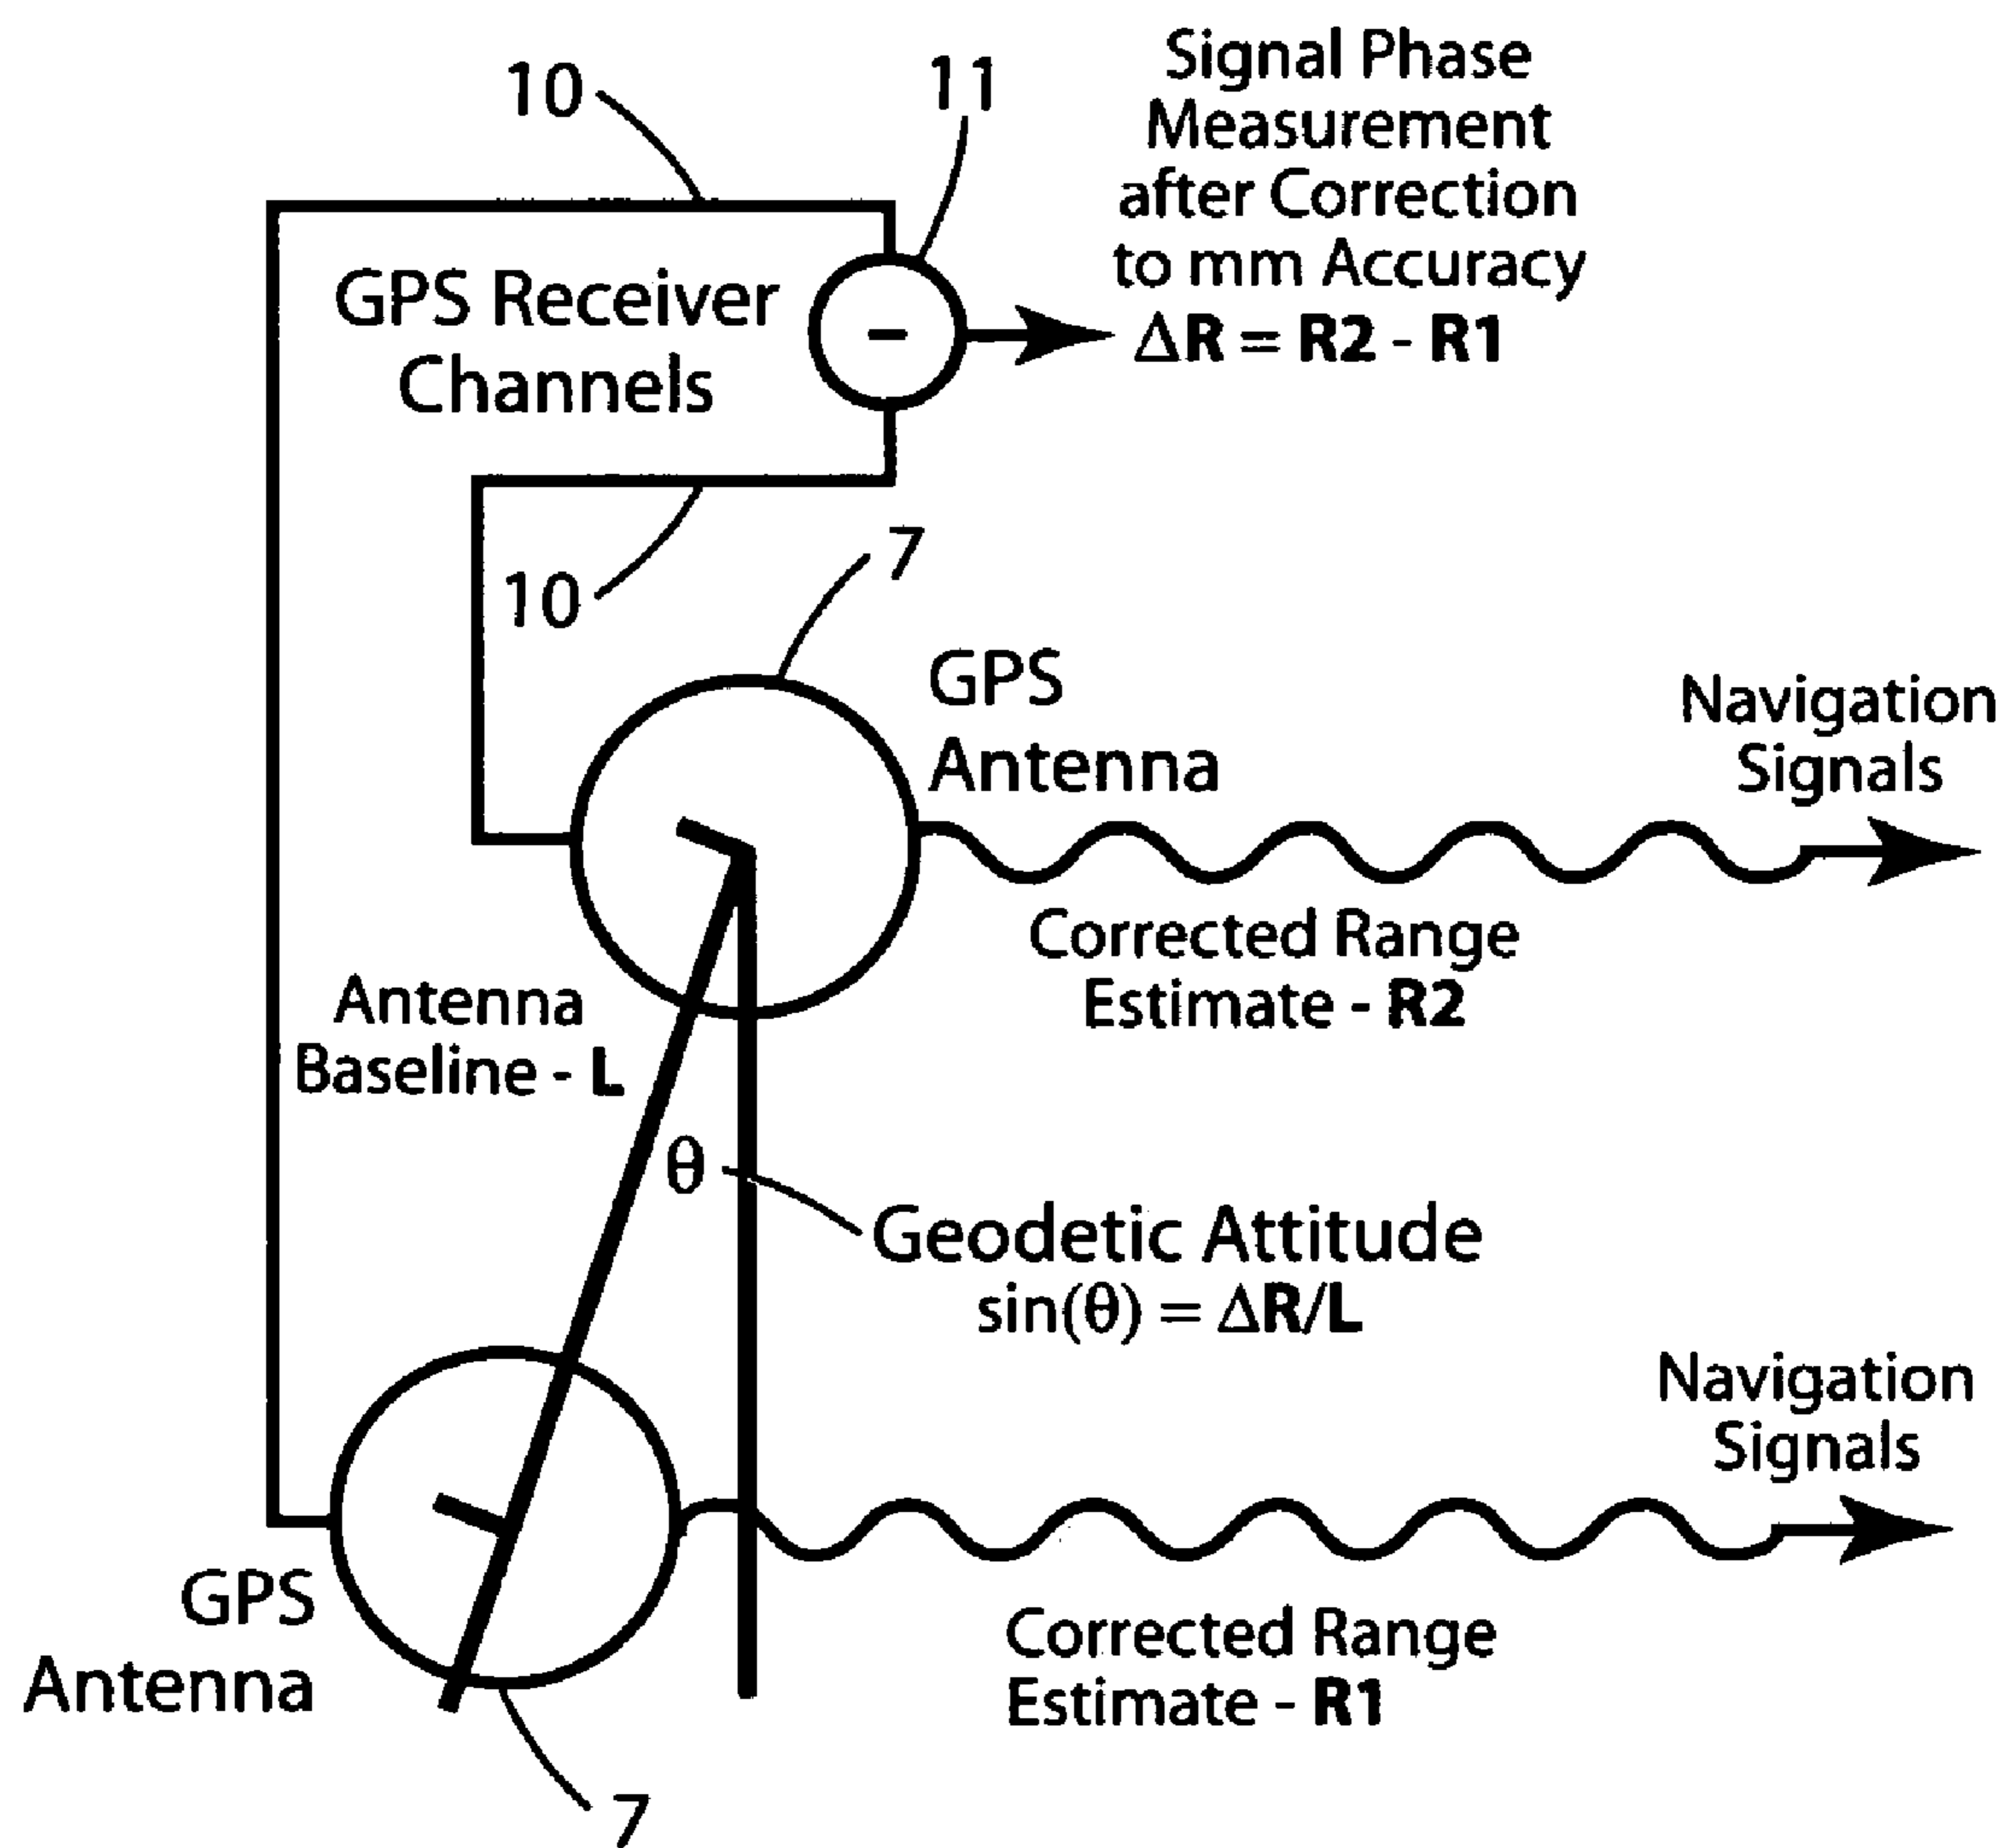 10
11
Signal Phase
Measurement
after Correction
to mm Accuracy
ΔR = R2 - R1
GPS Receiver
Channels
-
10
7
GPS
Antenna
Navigation
Signals
Corrected Range
Estimate - R2
Antenna
Baseline - L
θ
Geodetic Attitude
sin(θ) = ΔR/L
Navigation
Signals
GPS
Antenna
Corrected Range
Estimate - R1
7